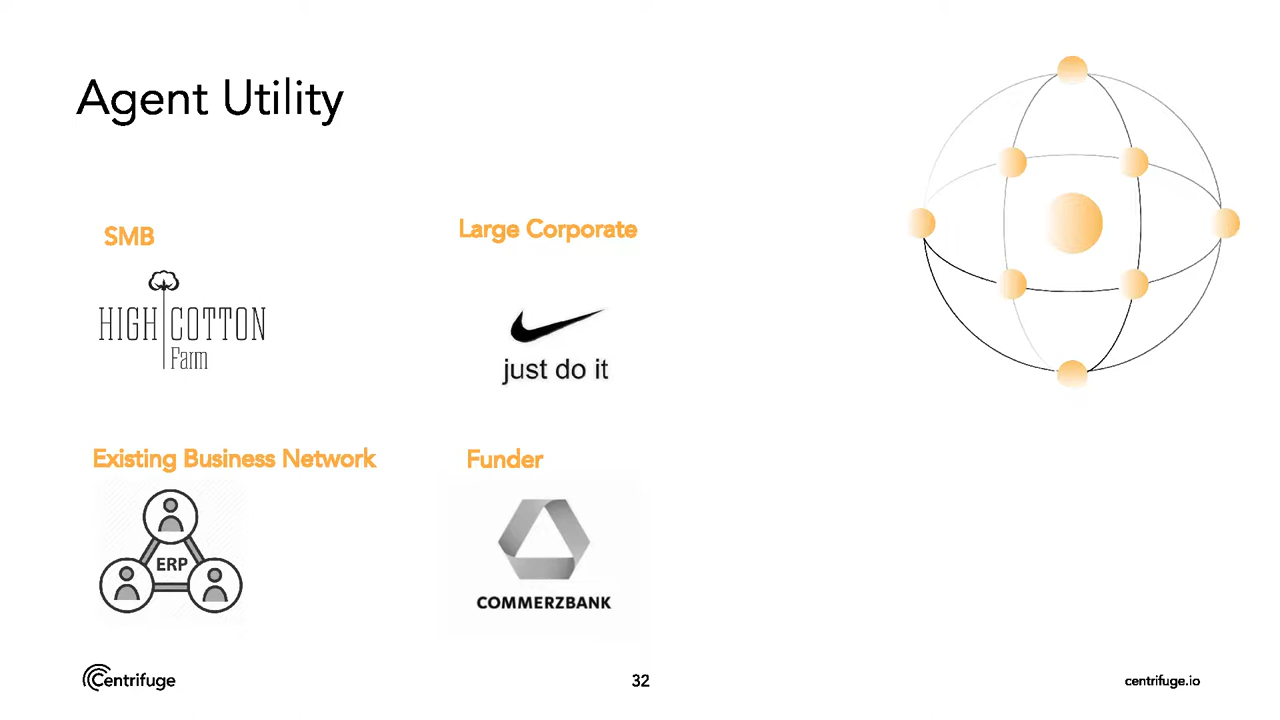 Agent Utility
SMB
HIGH COTTON
Farm
Large Corporate
just do it
Existing Business Network
ERP
Funder
COMMERZBANK
Centrifuge
32
centrifuge.io